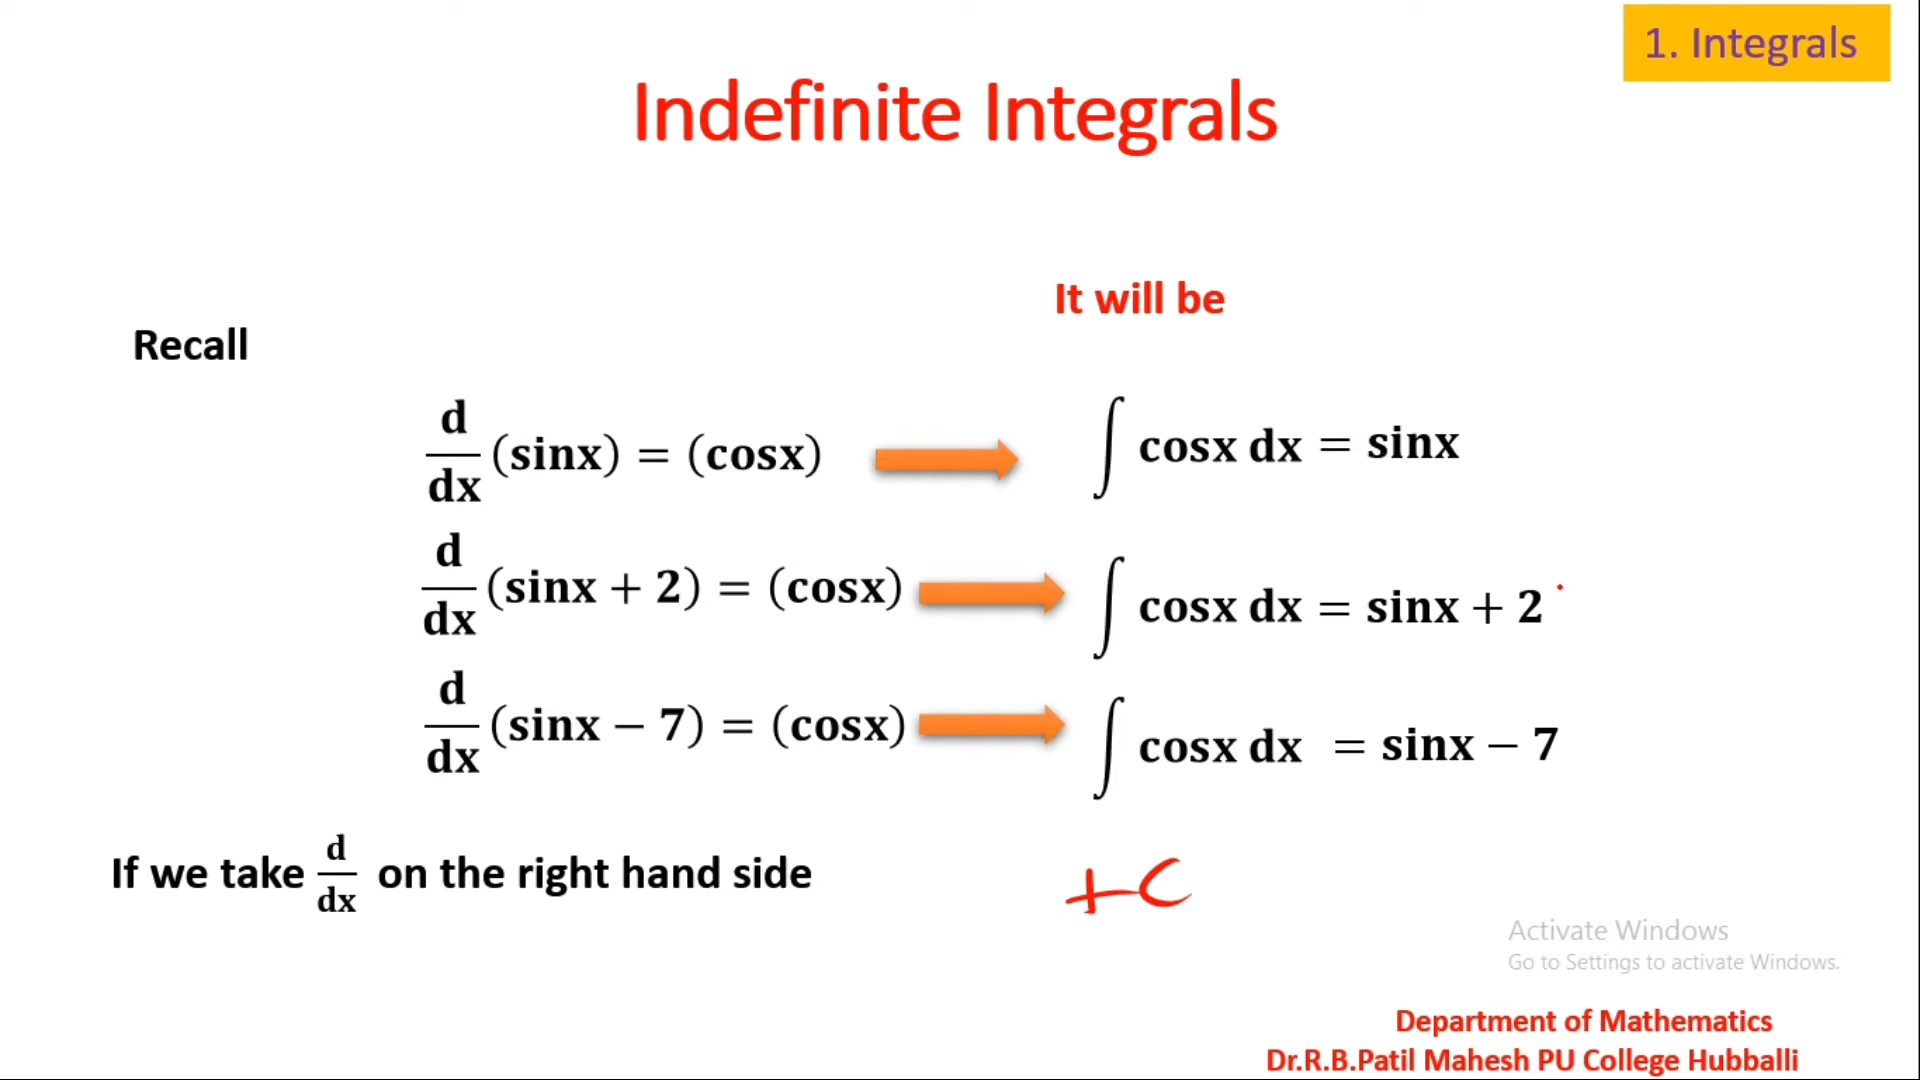 1. Integrals
Indefinite Integrals
It will be
Recall
d/dx (sinx) = (cosx) ∫ cosx dx = sinx
d/dx (sinx + 2) = (cosx) ∫ cosx dx = sinx + 2
d/dx (sinx − 7) = (cosx) ∫ cosx dx = sinx − 7
If we take d/dx on the right hand side
+C
Activate Windows
Go to Settings to activate Windows.
Department of Mathematics
Dr.R.B.Patil Mahesh PU College Hubballi